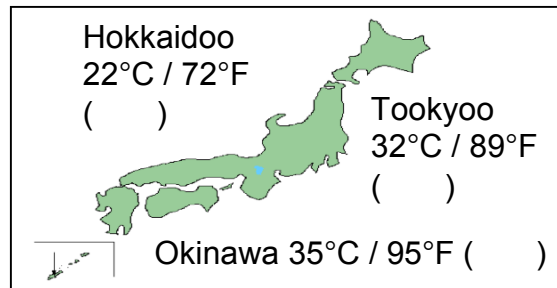 Hokkaidoo
22°C / 72°F
(      )
Tookyoo
32°C / 89°F
(      )
Okinawa 35°C / 95°F (      )